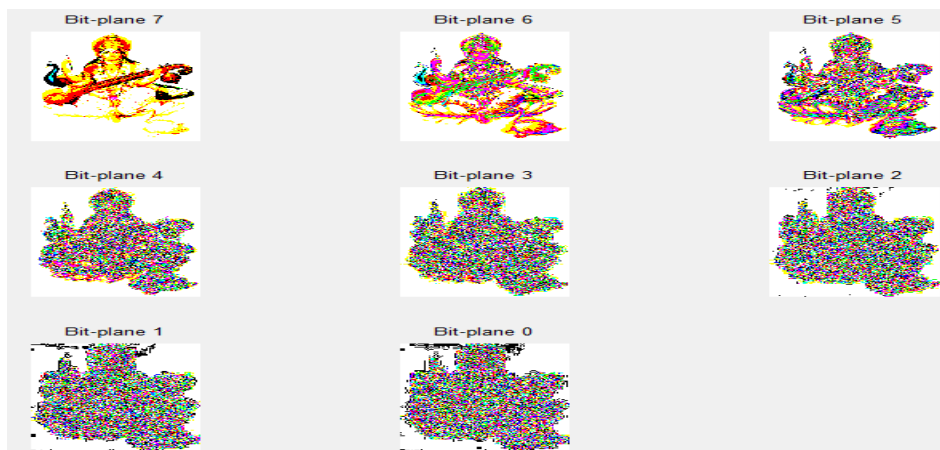 Bit-plane 7
Bit-plane 6
Bit-plane 5
Bit-plane 4
Bit-plane 3
Bit-plane 2
Bit-plane 1
Bit-plane 0